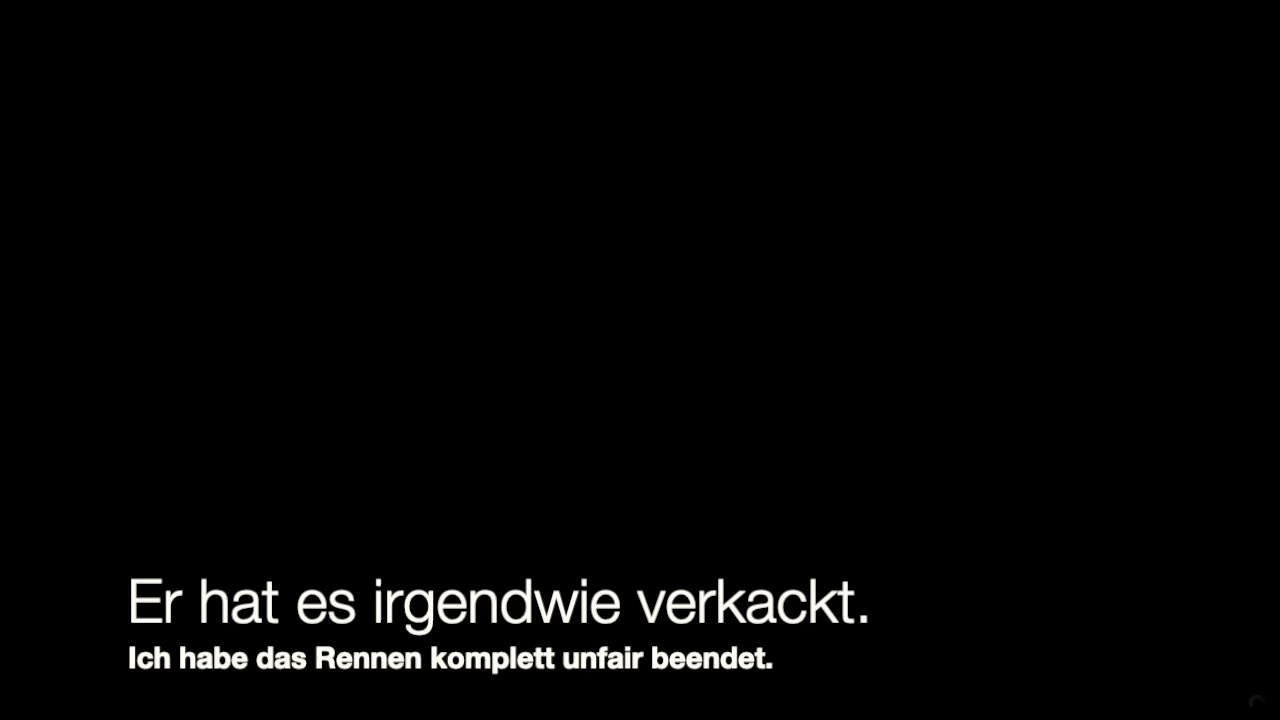 Er hat es irgendwie verkackt.
Ich habe das Rennen komplett unfair beendet.